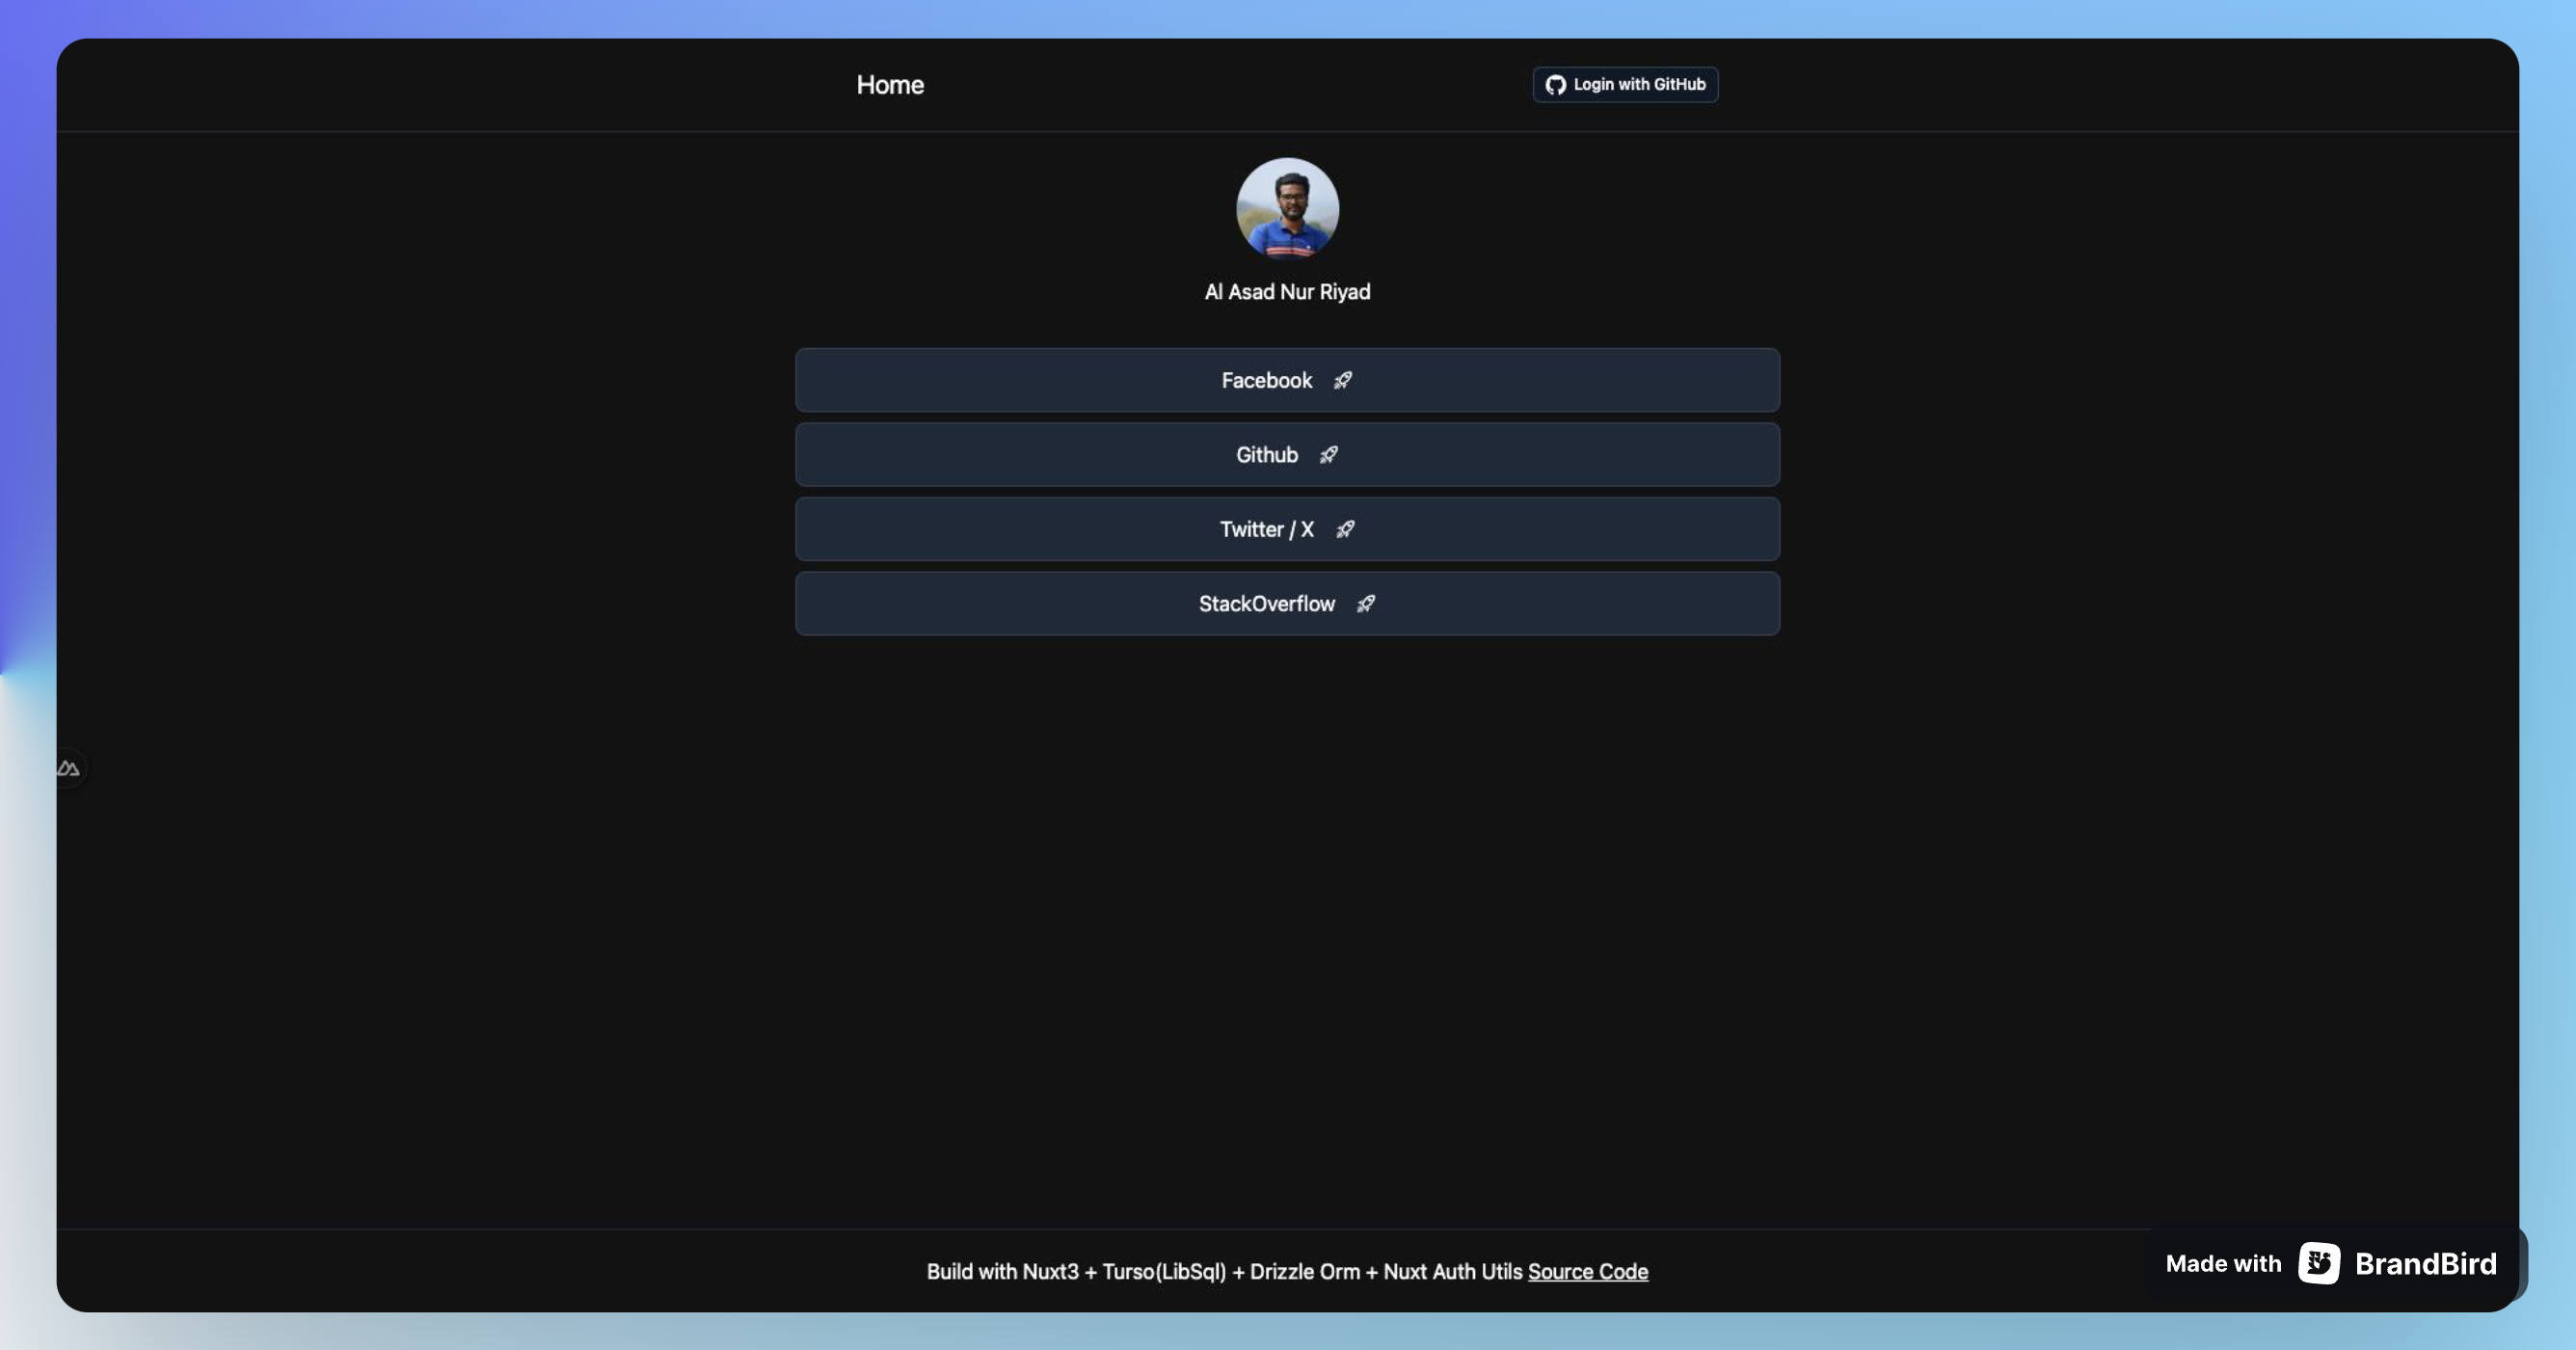 Home
Login with GitHub
Al Asad Nur Riyad
Facebook
Github
Twitter / X
StackOverflow
Build with Nuxt3 + Turso(LibSql) + Drizzle Orm + Nuxt Auth Utils Source Code
Made with BrandBird